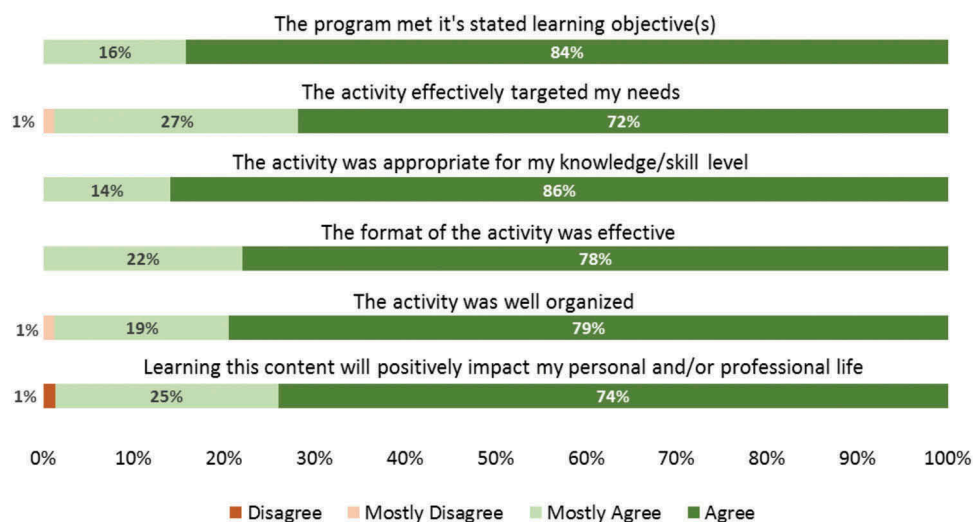 The program met it's stated learning objective(s)
16% 84%
The activity effectively targeted my needs
1% 27% 72%
The activity was appropriate for my knowledge/skill level
14% 86%
The format of the activity was effective
22% 78%
The activity was well organized
1% 19% 79%
Learning this content will positively impact my personal and/or professional life
1% 25% 74%
0% 10% 20% 30% 40% 50% 60% 70% 80% 90% 100%
Disagree Mostly Disagree Mostly Agree Agree